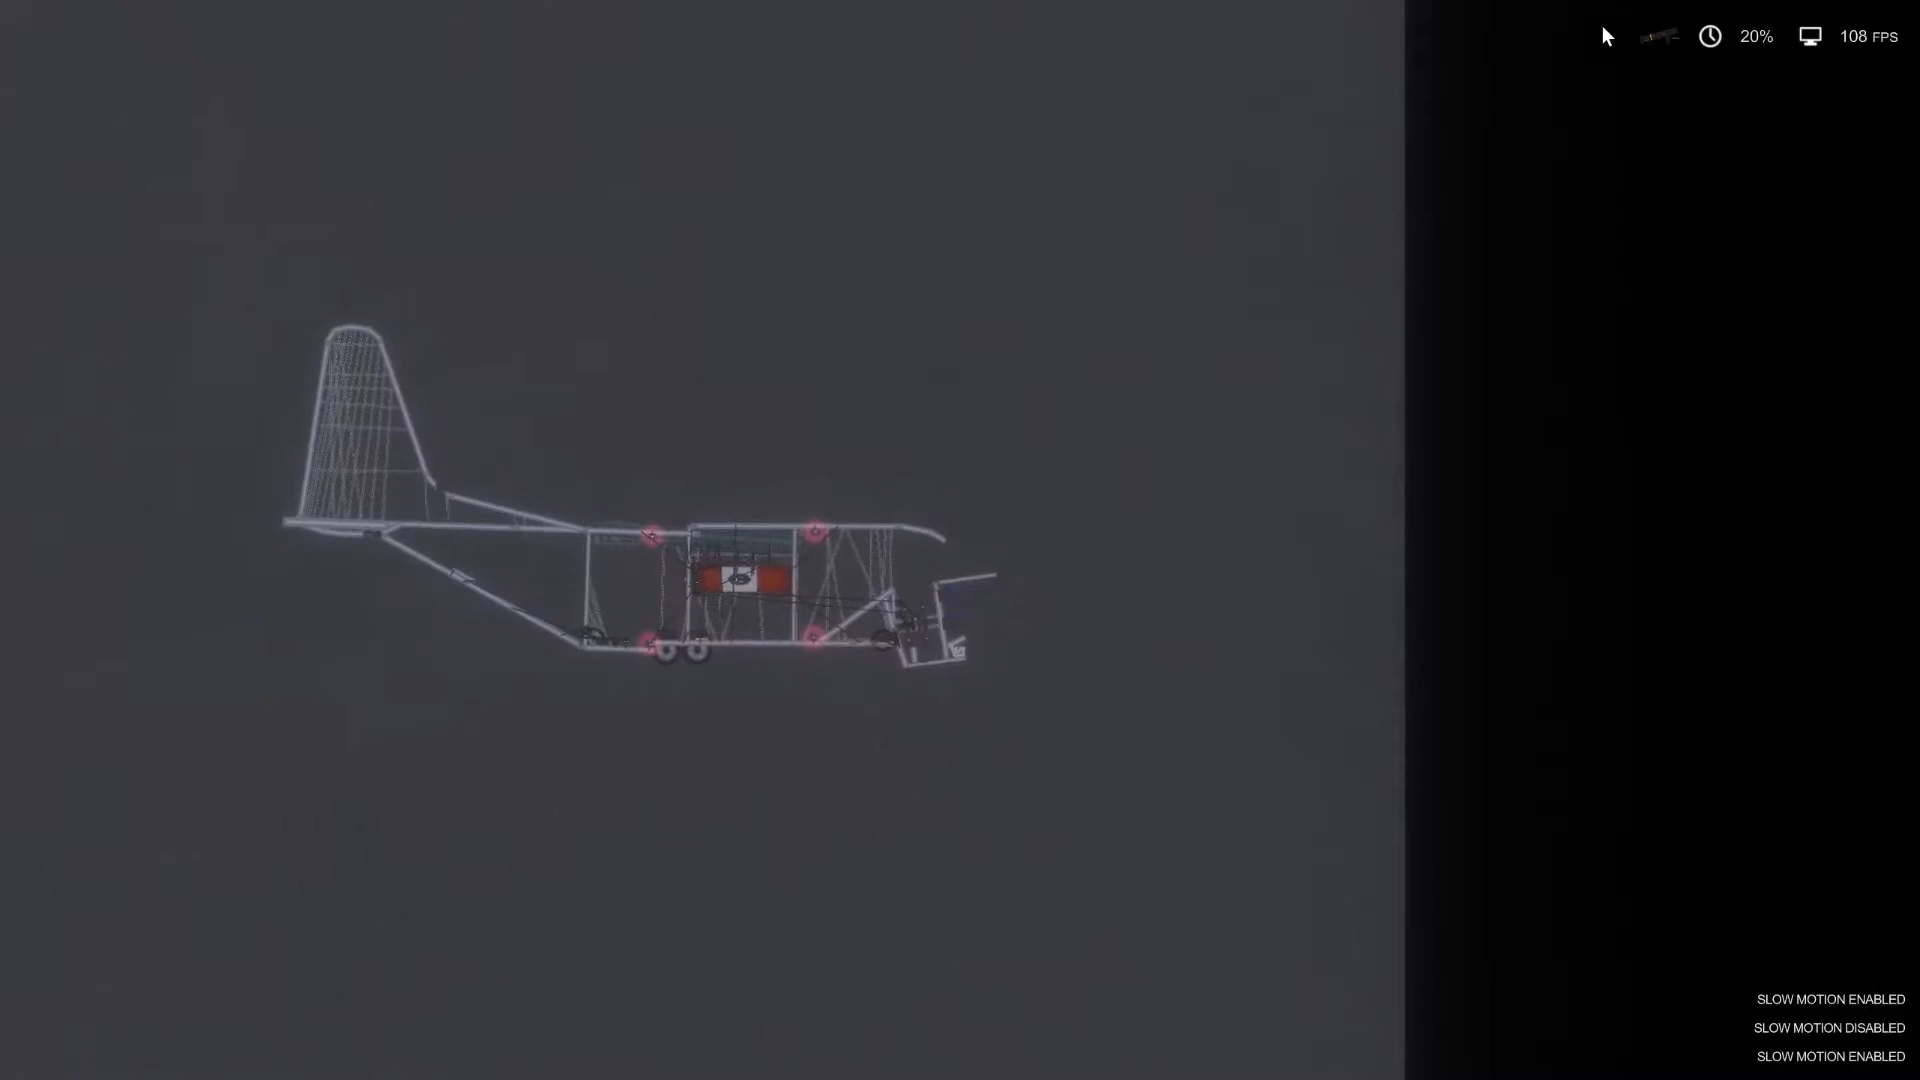 20% 108 FPS
SLOW MOTION ENABLED
SLOW MOTION DISABLED
SLOW MOTION ENABLED